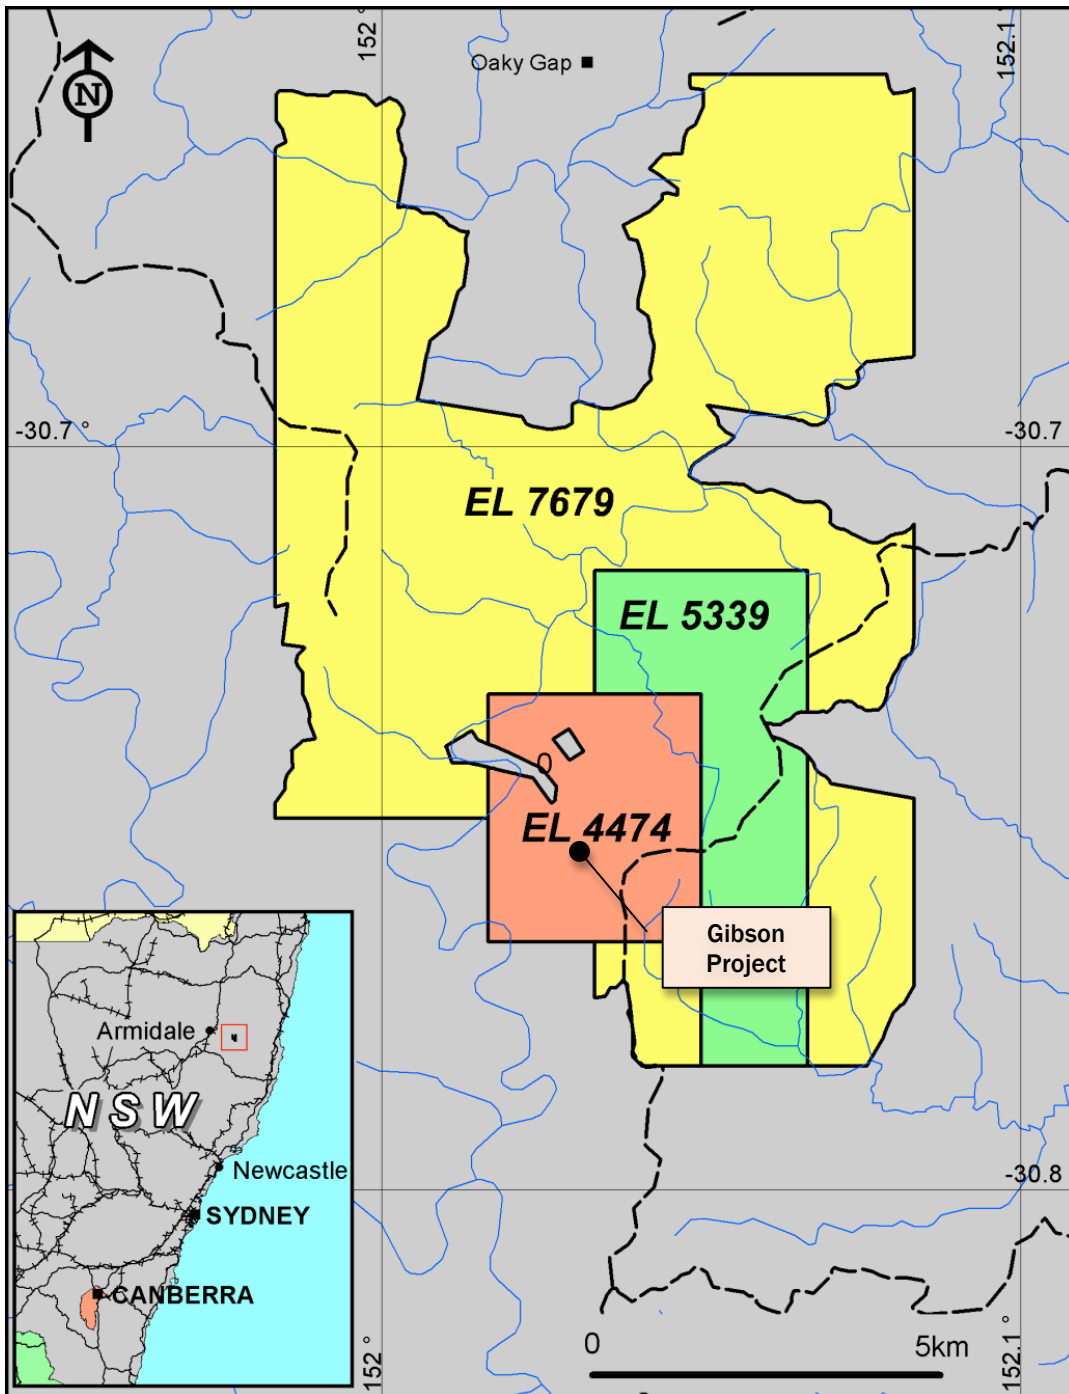 152 °
152.1
Oaky Gap
N
-30.7 °
-30.7
EL 7679
EL 5339
EL 4474
Gibson
Project
Armidale
NSW
Newcastle
SYDNEY
CANBERRA
-30.8
0
5km
152 °
152.1 °